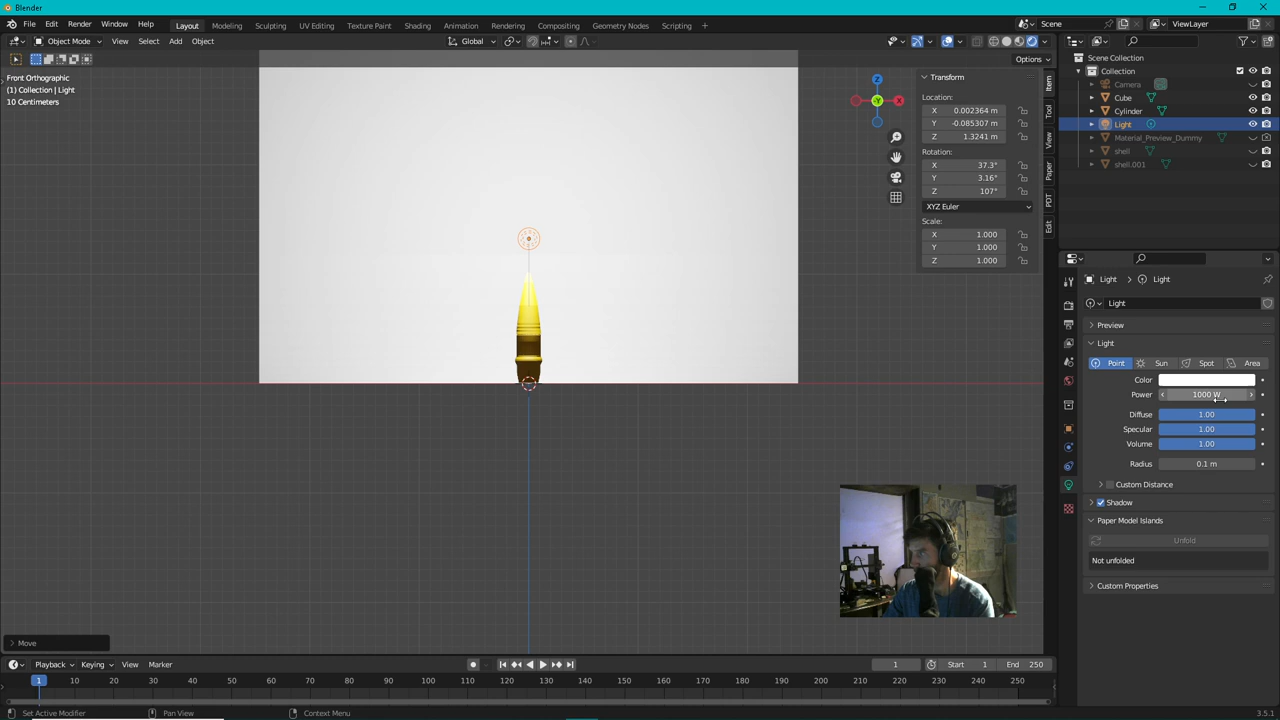 Blender
File Edit Render Window Help Layout Modeling Sculpting UV Editing Texture Paint Shading Animation Rendering Compositing Geometry Nodes Scripting + Scene ViewLayer
Object Mode View Select Add Object Global
Options
Front Orthographic
(1) Collection | Light
10 Centimeters
Z
X
-Y
Transform
Location:
X 0.002364 m
Y -0.085307 m
Z 1.3241 m
Rotation:
X 37.3°
Y 3.16°
Z 107°
XYZ Euler
Scale:
X 1.000
Y 1.000
Z 1.000
Item
Tool
View
Paper
PDT
Edit
Scene Collection
Collection
Camera
Cube
Cylinder
Light
Material_Preview_Dummy
shell
shell.001
Light Light
Light
Preview
Light
Point Sun Spot Area
Color
Power 1000 W
Diffuse 1.00
Specular 1.00
Volume 1.00
Radius 0.1 m
Custom Distance
Shadow
Paper Model Islands
Unfold
Not unfolded
Custom Properties
Move
Playback Keying View Marker 1 Start 1 End 250
1 10 20 30 40 50 60 70 80 90 100 110 120 130 140 150 160 170 180 190 200 210 220 230 240 250
Set Active Modifier Pan View Context Menu 3.5.1